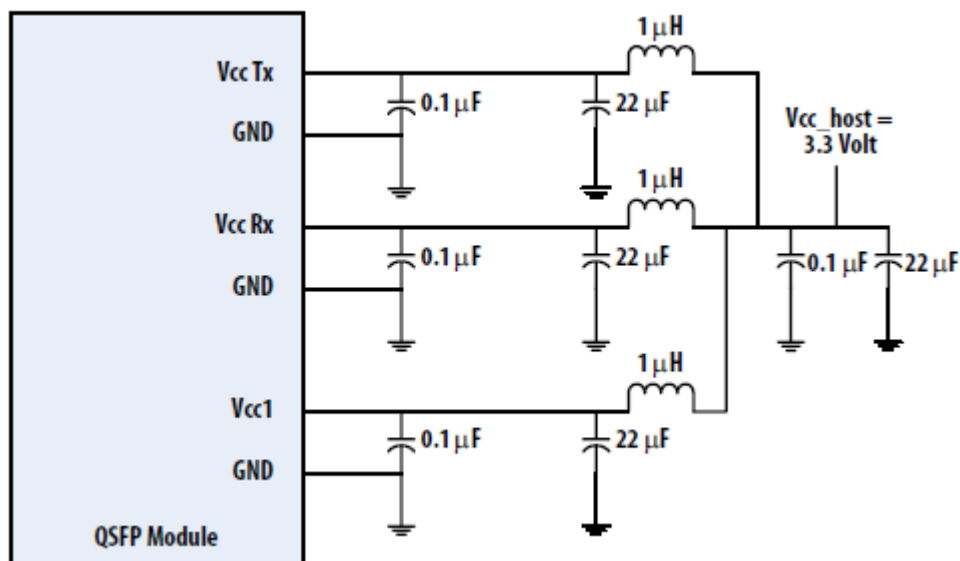 1 μH
Vcc Tx
0.1 μF
22 μF
GND
Vcc_host =
3.3 Volt
1 μH
Vcc Rx
0.1 μF
22 μF
0.1 μF
22 μF
GND
1 μH
Vcc1
0.1 μF
22 μF
GND
QSFP Module